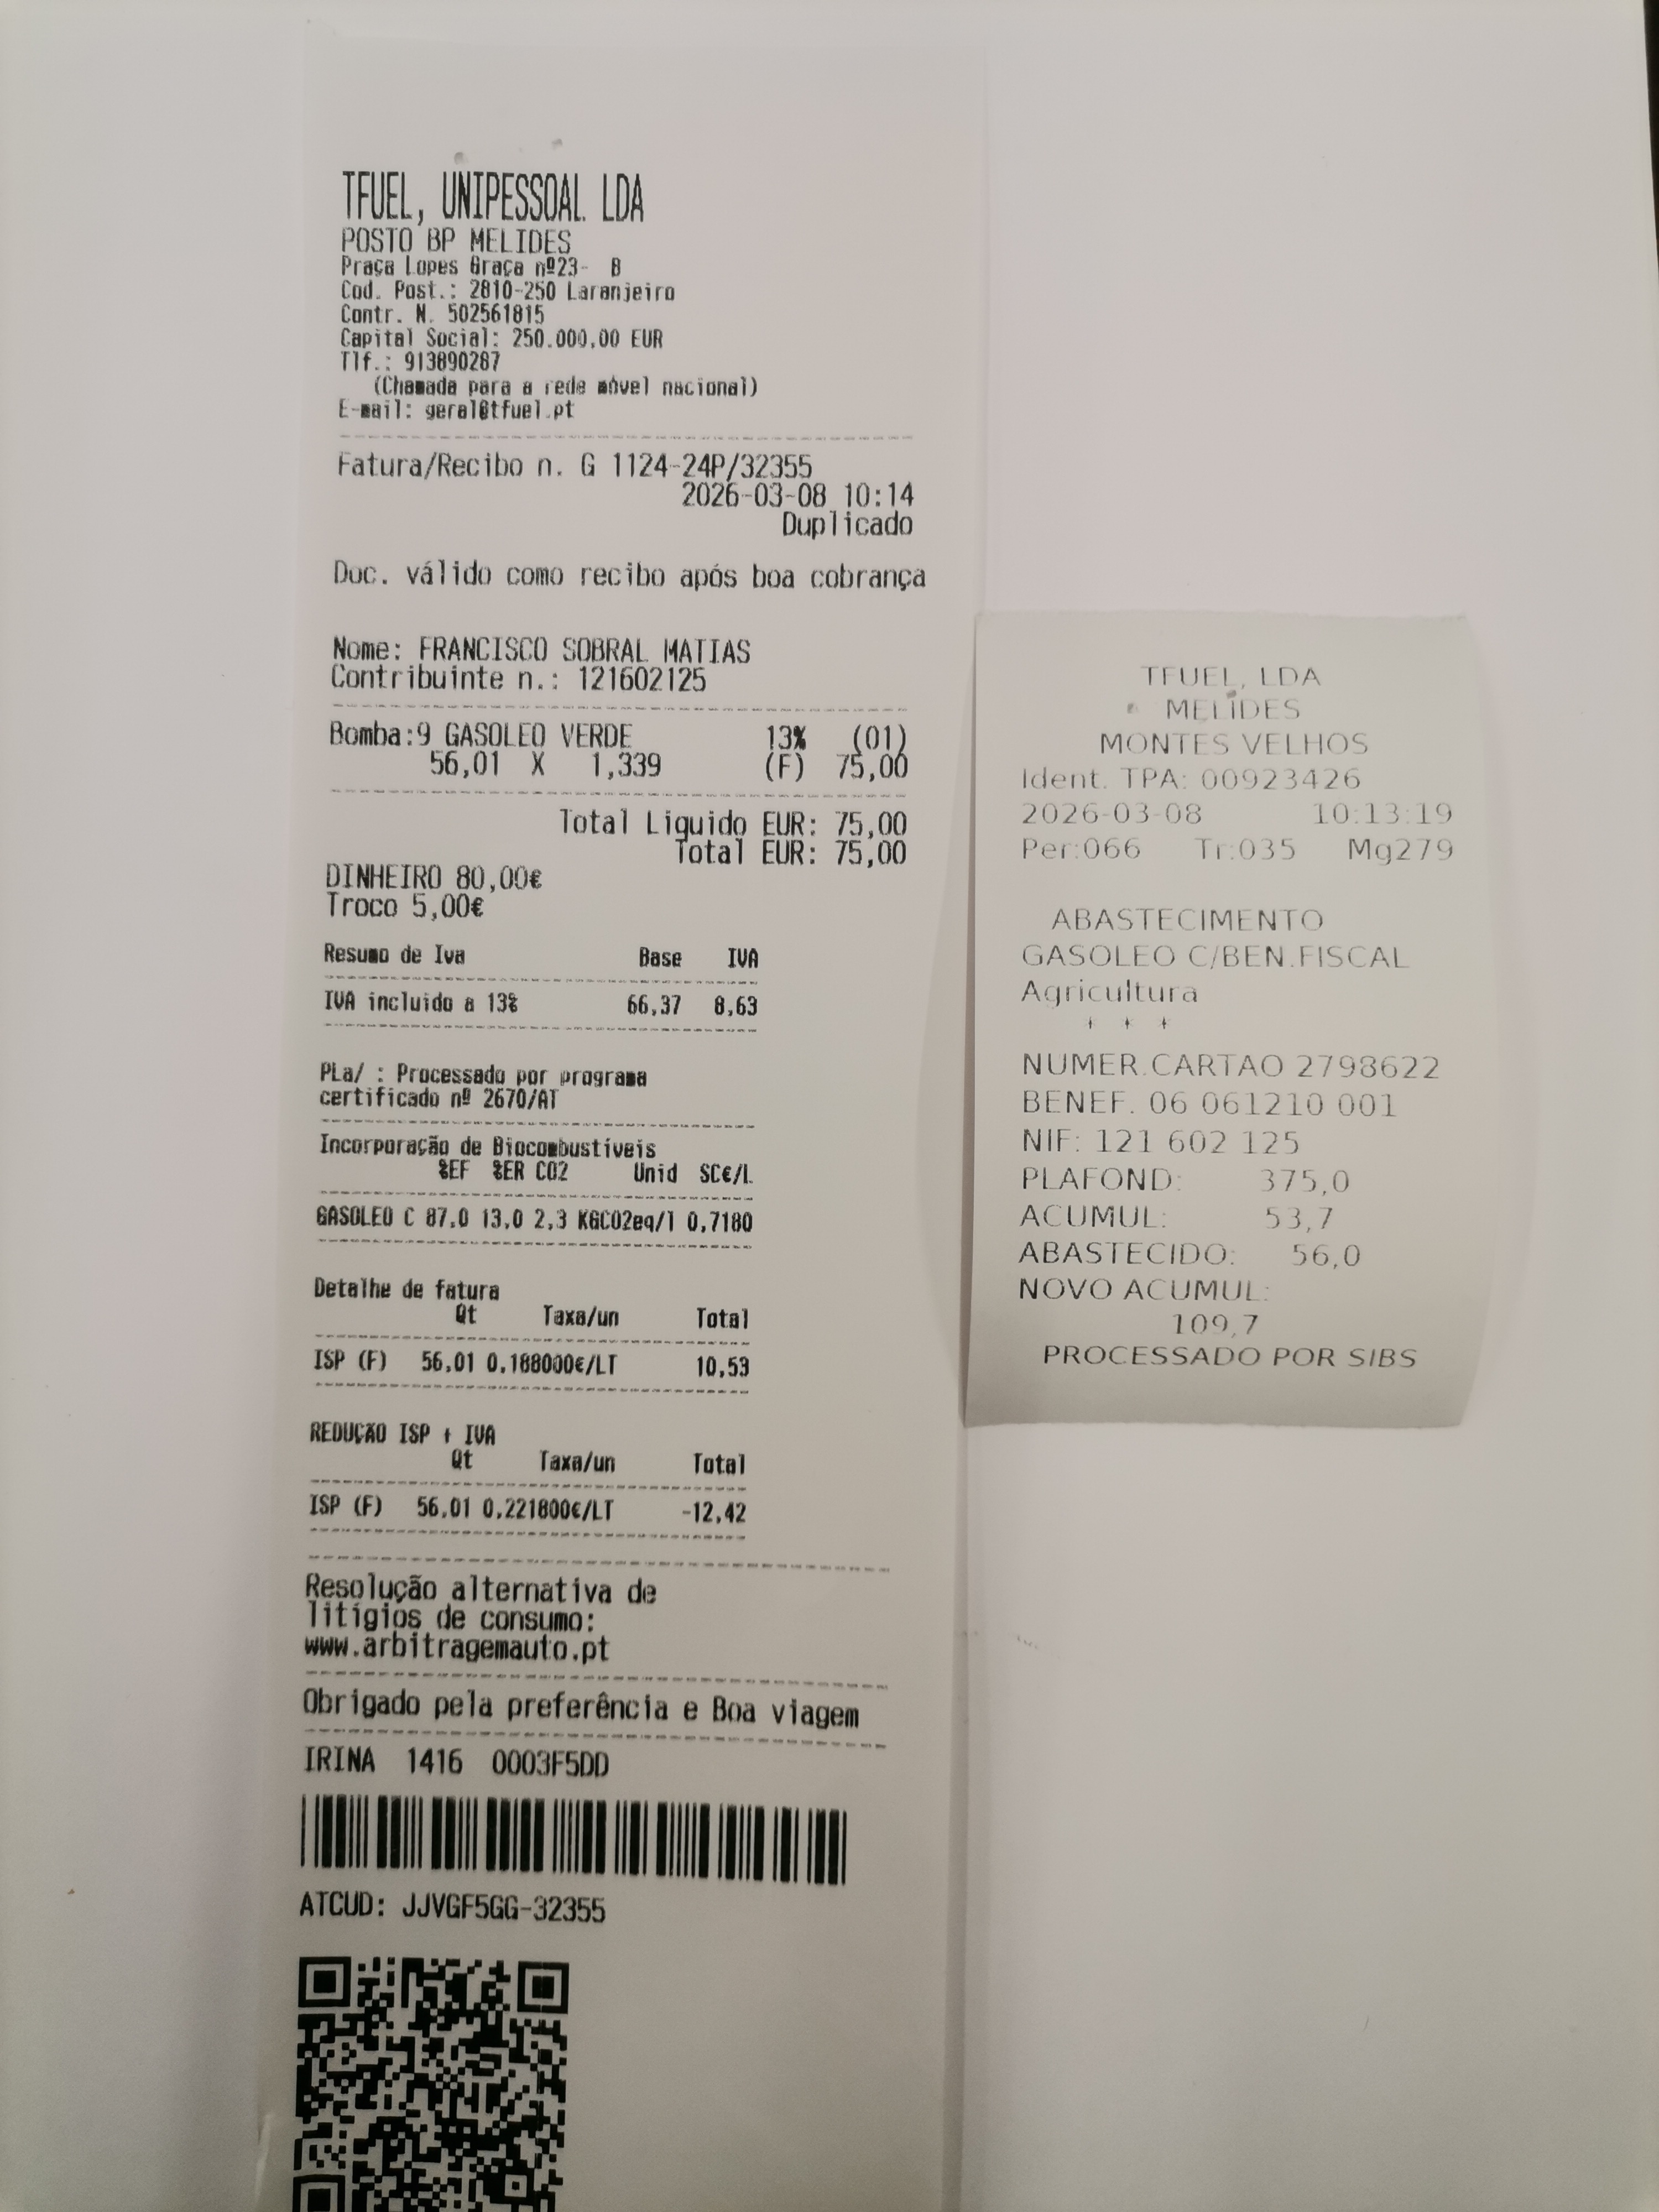 TFUEL, UNIPESSOAL LDA
POSTO BP MELIDES
Praça Lopes Graça nº23- B
Cod. Post.: 2810-250 Laranjeiro
Contr. N. 502561815
Capital Social: 250.000,00 EUR
Tlf.: 913890287
(Chamada para a rede móvel nacional)
E-mail: geral@tfuel.pt
Fatura/Recibo n. G 1124-24P/32355
2026-03-08 10:14
Duplicado
Doc. válido como recibo após boa cobrança
Nome: FRANCISCO SOBRAL MATIAS
Contribuinte n.: 121602125
Bomba:9 GASOLEO VERDE 13% (01)
56,01 X 1,339 (F) 75,00
Total Liquido EUR: 75,00
Total EUR: 75,00
DINHEIRO 80,00€
Troco 5,00€
Resumo de Iva Base IVA
IVA incluido a 13% 66,37 8,63
PLa/ : Processado por programa
certificado nº 2670/AT
Incorporação de Biocombustíveis
%EF %ER CO2 Unid SC€/L
GASOLEO C 87,0 13,0 2,3 KGCO2eq/l 0,7180
Detalhe de fatura
Qt Taxa/un Total
ISP (F) 56,01 0,188000€/LT 10,53
REDUÇÃO ISP + IVA
Qt Taxa/un Total
ISP (F) 56,01 0,221800€/LT -12,42
Resolução alternativa de
litígios de consumo:
www.arbitragemauto.pt
Obrigado pela preferência e Boa viagem
IRINA 1416 0003F5DD
ATCUD: JJVGF5GG-32355
TFUEL, LDA
MELIDES
MONTES VELHOS
Ident. TPA: 00923426
2026-03-08 10:13:19
Per:066 Tr:035 Mg279
ABASTECIMENTO
GASOLEO C/BEN.FISCAL
Agricultura
+ + +
NUMER.CARTAO 2798622
BENEF. 06 061210 001
NIF: 121 602 125
PLAFOND: 375,0
ACUMUL: 53,7
ABASTECIDO: 56,0
NOVO ACUMUL:
109,7
PROCESSADO POR SIBS